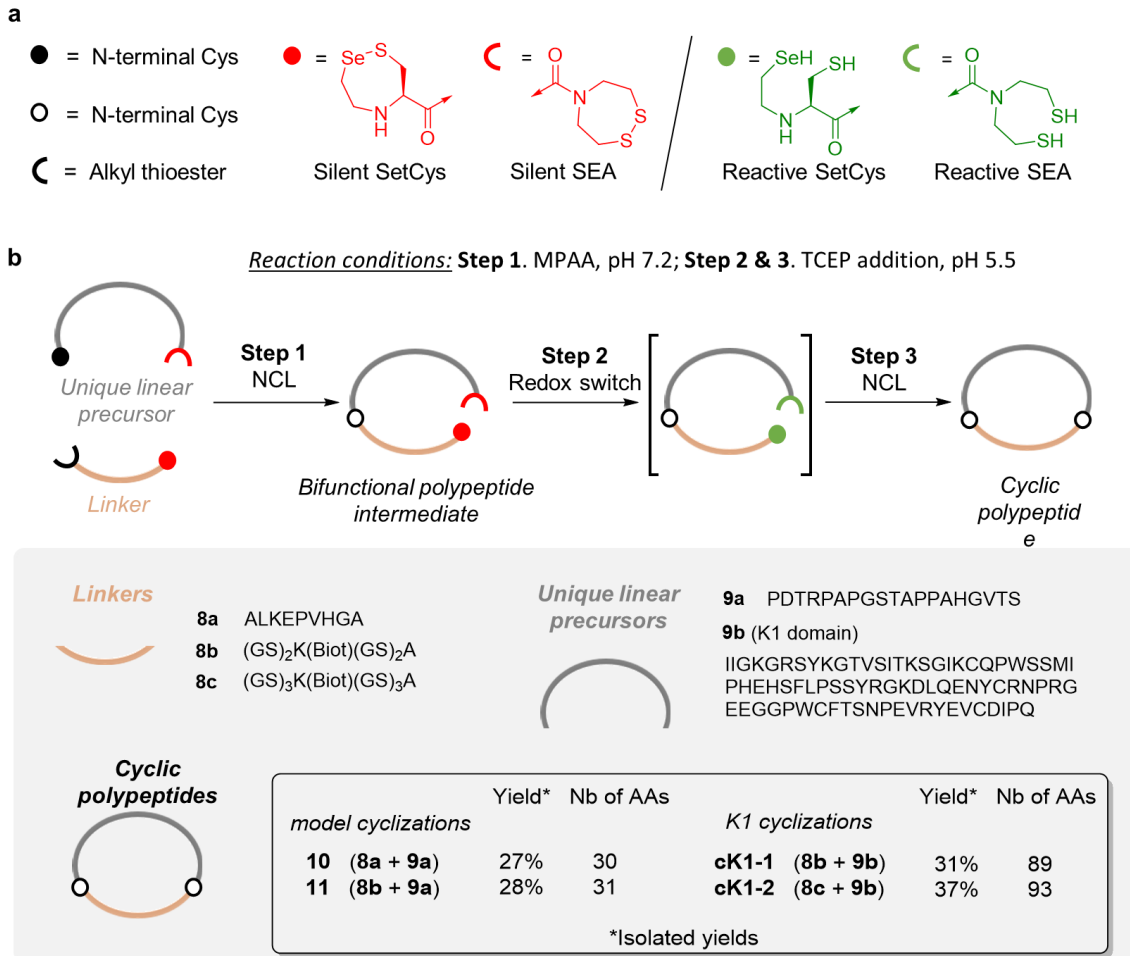 a
= N-terminal Cys
= N-terminal Cys
= Alkyl thioester
=
Se
S
N
H
O
Silent SetCys
=
O
N
S
S
Silent SEA
=
SeH
SH
N
H
O
Reactive SetCys
=
O
N
SH
SH
Reactive SEA
b
Reaction conditions: Step 1. MPAA, pH 7.2; Step 2 & 3. TCEP addition, pH 5.5
Unique linear
precursor
Linker
Step 1
NCL
Bifunctional polypeptide
intermediate
Step 2
Redox switch
Step 3
NCL
Cyclic
polypeptid
e
Linkers
8a ALKEPVHGA
8b (GS)2K(Biot)(GS)2A
8c (GS)3K(Biot)(GS)3A
Unique linear
precursors
9a PDTRPAPGSTAPPAHGVTS
9b (K1 domain)
IIGKGRSYKGTVSITKSGIKCQPWSSMI
PHEHSFLPSSYRGKDLQENYCRNPRG
EEGGPWCFTSNPEVRYEVCDIPQ
Cyclic
polypeptides
Yield* Nb of AAs
model cyclizations
10 (8a + 9a) 27% 30
11 (8b + 9a) 28% 31
Yield* Nb of AAs
K1 cyclizations
cK1-1 (8b + 9b) 31% 89
cK1-2 (8c + 9b) 37% 93
*Isolated yields